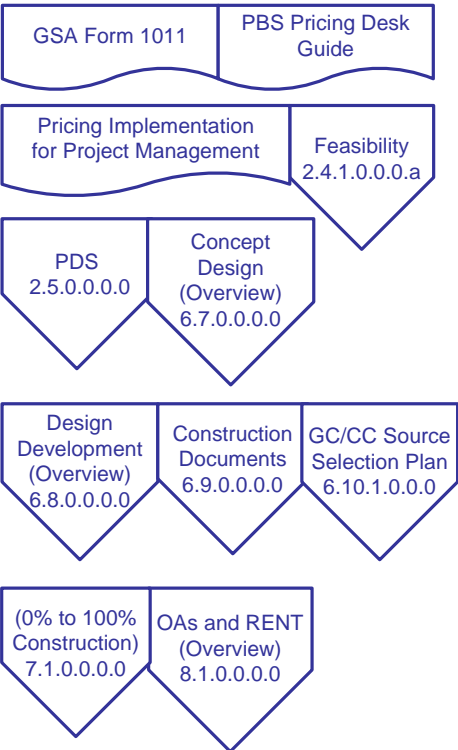 GSA Form 1011
PBS Pricing Desk
Guide
Pricing Implementation
for Project Management
Feasibility
2.4.1.0.0.0.a
PDS
2.5.0.0.0.0
Concept
Design
(Overview)
6.7.0.0.0.0
Design
Development
(Overview)
6.8.0.0.0.0
Construction
Documents
6.9.0.0.0.0
GC/CC Source
Selection Plan
6.10.1.0.0.0
(0% to 100%
Construction)
7.1.0.0.0.0
OAs and RENT
(Overview)
8.1.0.0.0.0